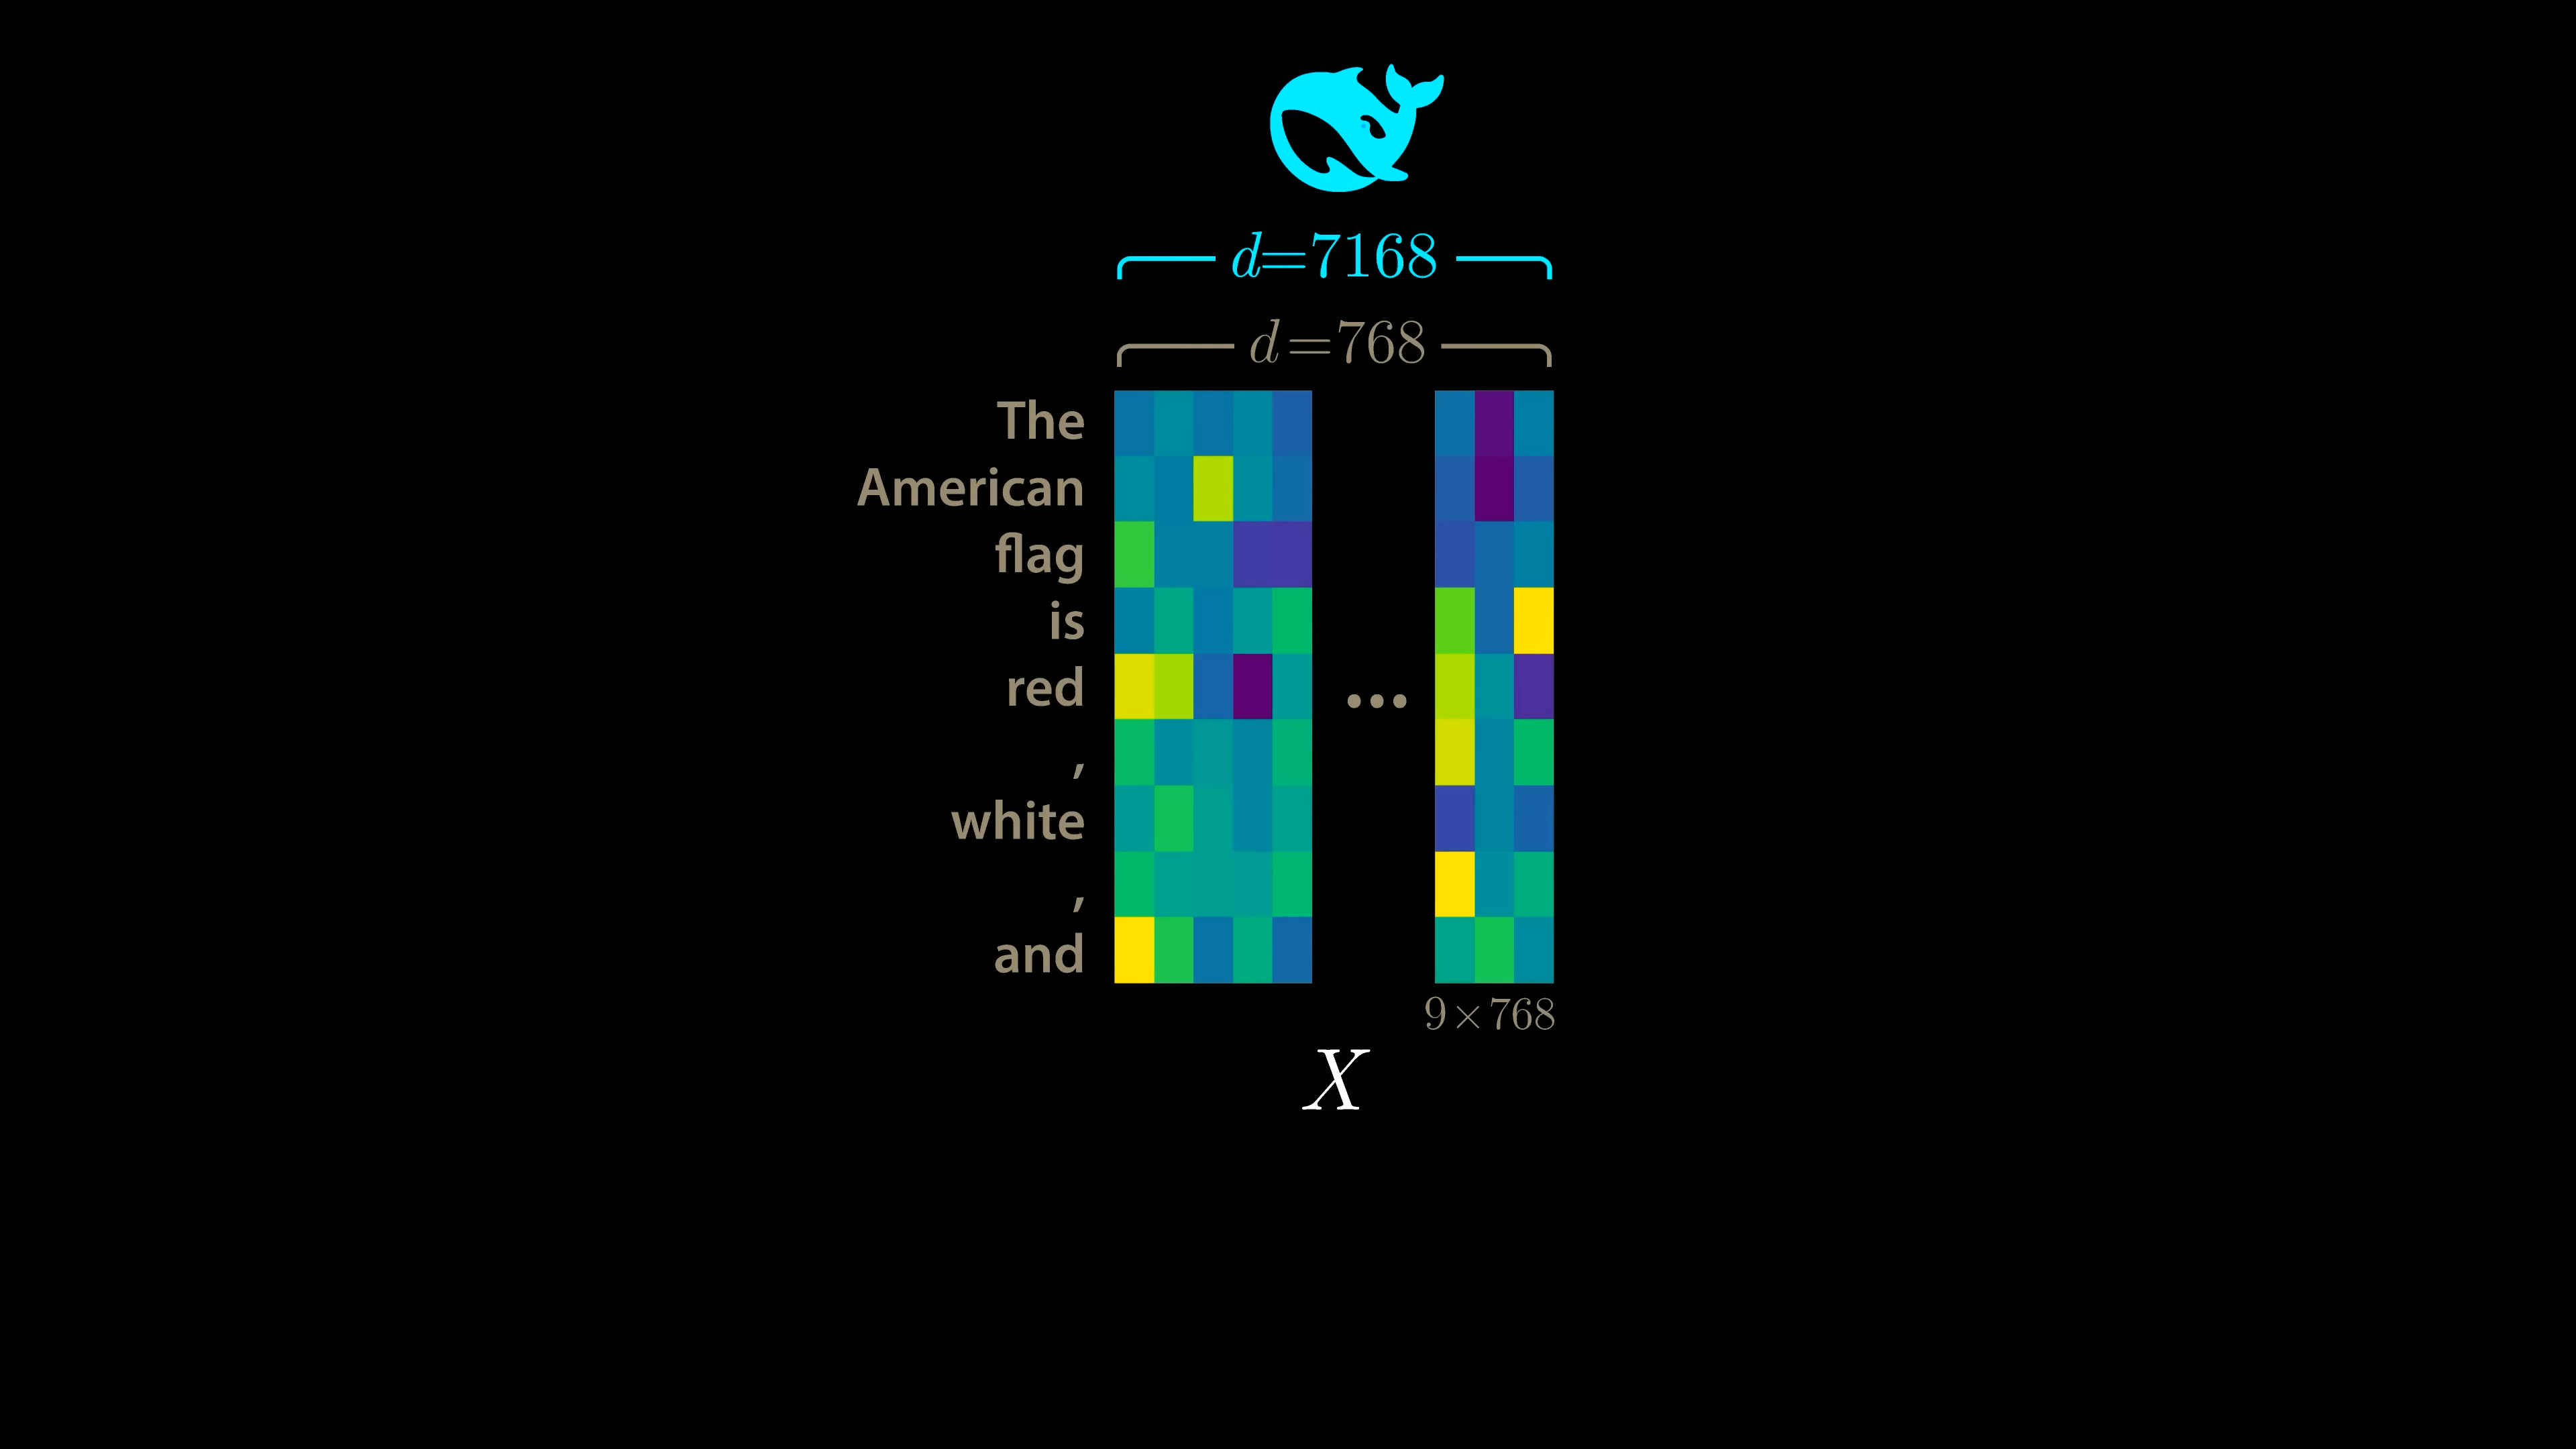 d=7168
d=768
The
American
flag
is
red
,
white
,
and
...
9×768
X